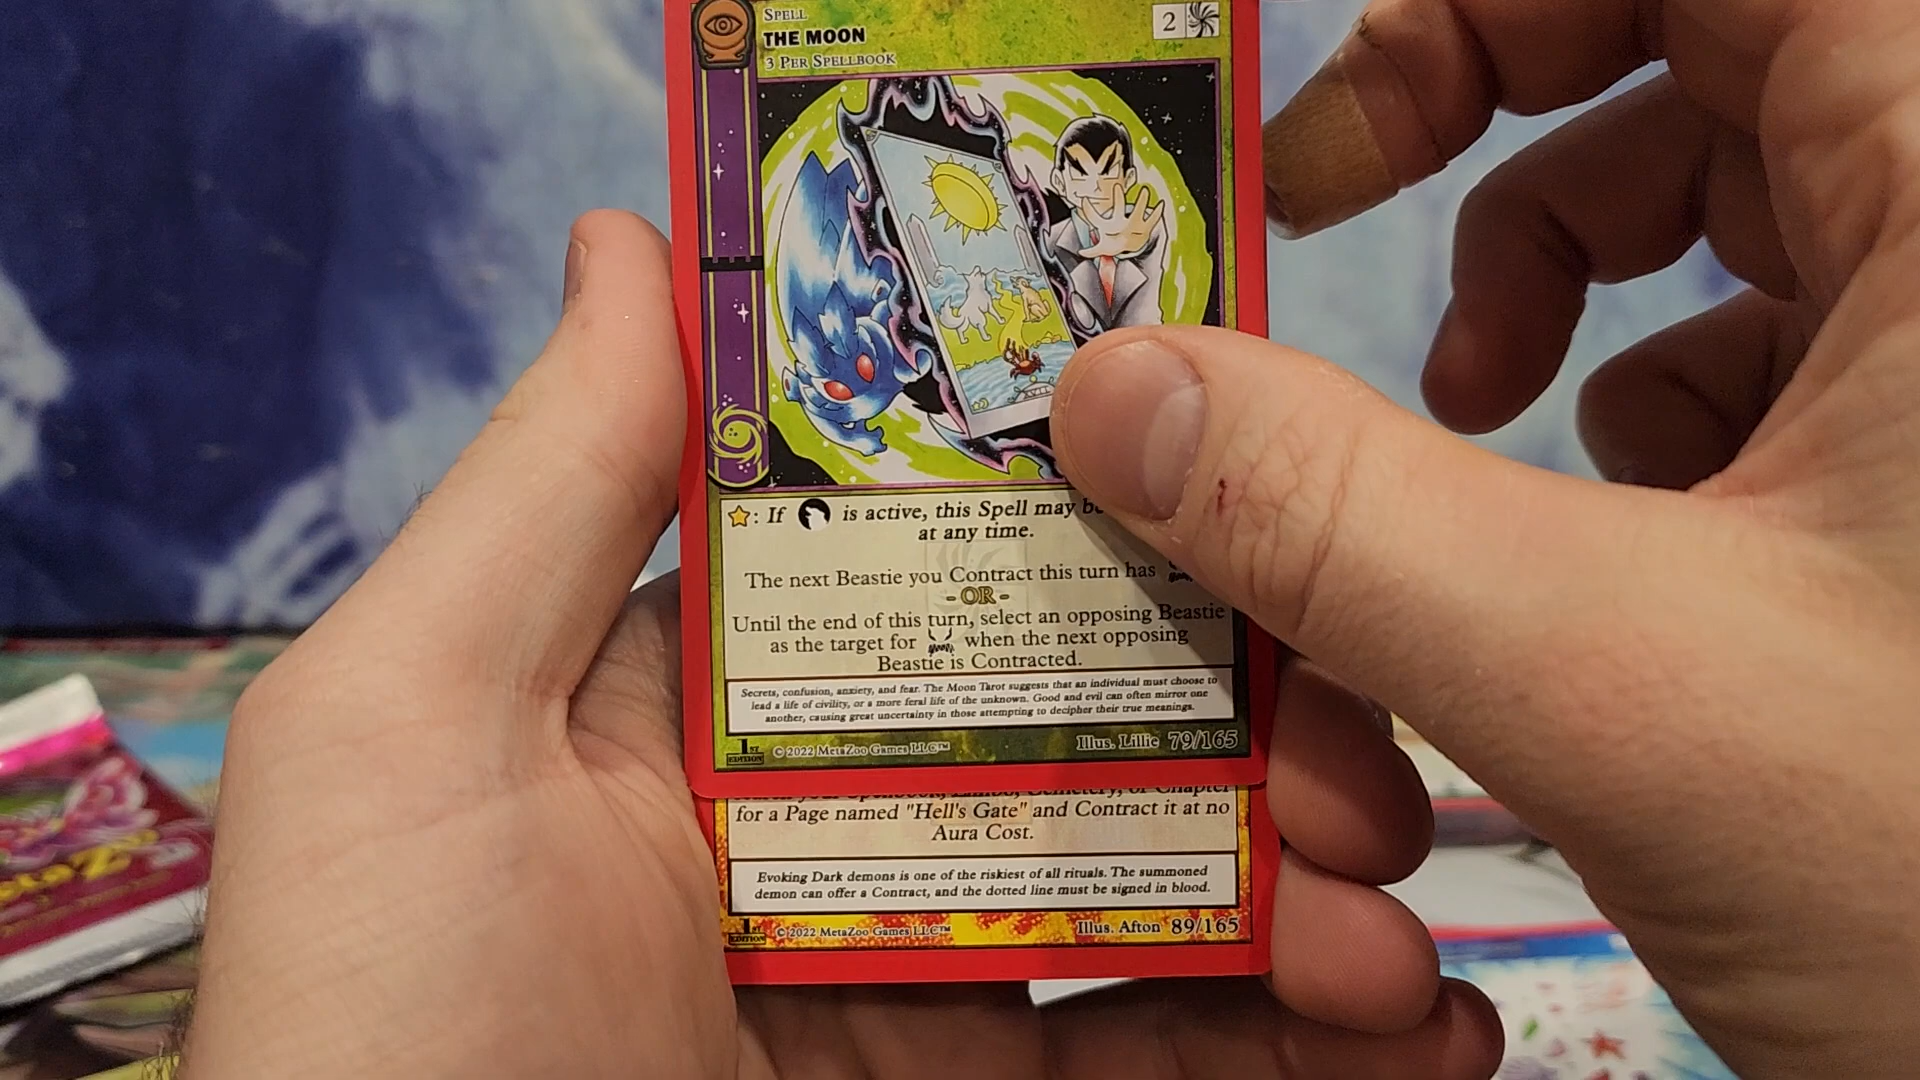 SPELL
THE MOON
3 PER SPELLBOOK
2
: If is active, this Spell may
at any time.
The next Beastie you Contract this turn has
- OR -
Until the end of this turn, select an opposing Beastie
as the target for when the next opposing
Beastie is Contracted.
Secrets, confusion, anxiety, and fear. The Moon Tarot suggests that an individual must choose to
lead a life of civility, or a more feral life of the unknown. Good and evil can often mirror one
another, causing great uncertainty in those attempting to decipher their true meanings.
1ST EDITION © 2022 MetaZoo Games LLC™ Illus. Lillie 79/165
for a Page named "Hell's Gate" and Contract it at no
Aura Cost.
Evoking Dark demons is one of the riskiest of all rituals. The summoned
demon can offer a Contract, and the dotted line must be signed in blood.
1ST EDITION © 2022 MetaZoo Games LLC™ Illus. Afton 89/165